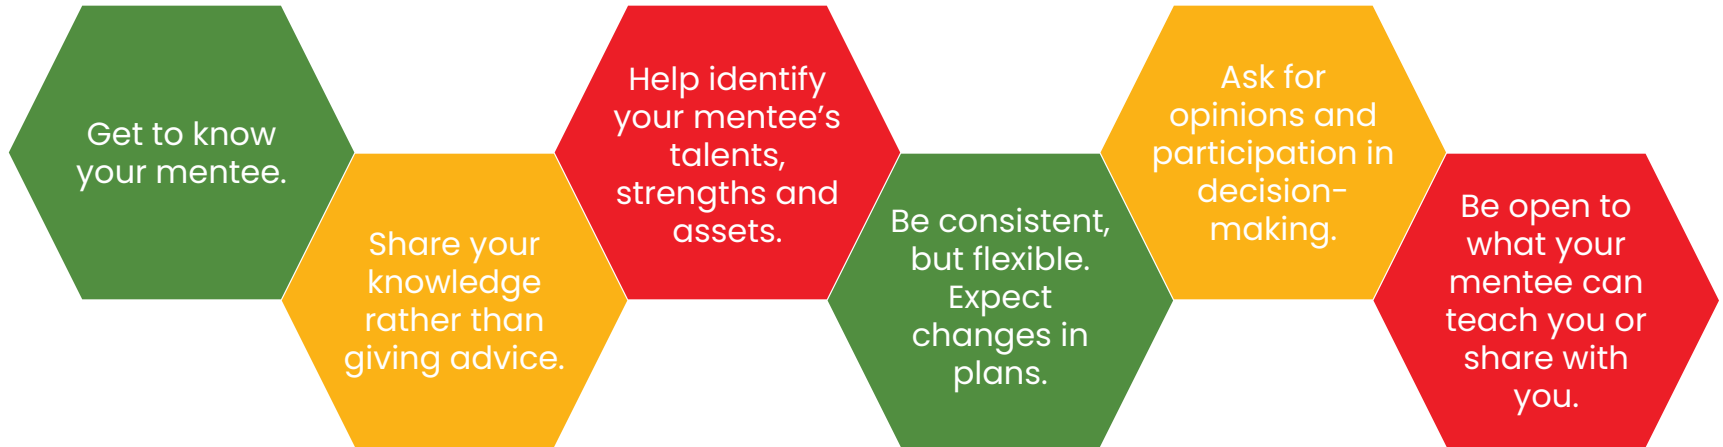 Get to know
your mentee.
Share your
knowledge
rather than
giving advice.
Help identify
your mentee’s
talents,
strengths and
assets.
Be consistent,
but flexible.
Expect
changes in
plans.
Ask for
opinions and
participation in
decision-
making.
Be open to
what your
mentee can
teach you or
share with
you.